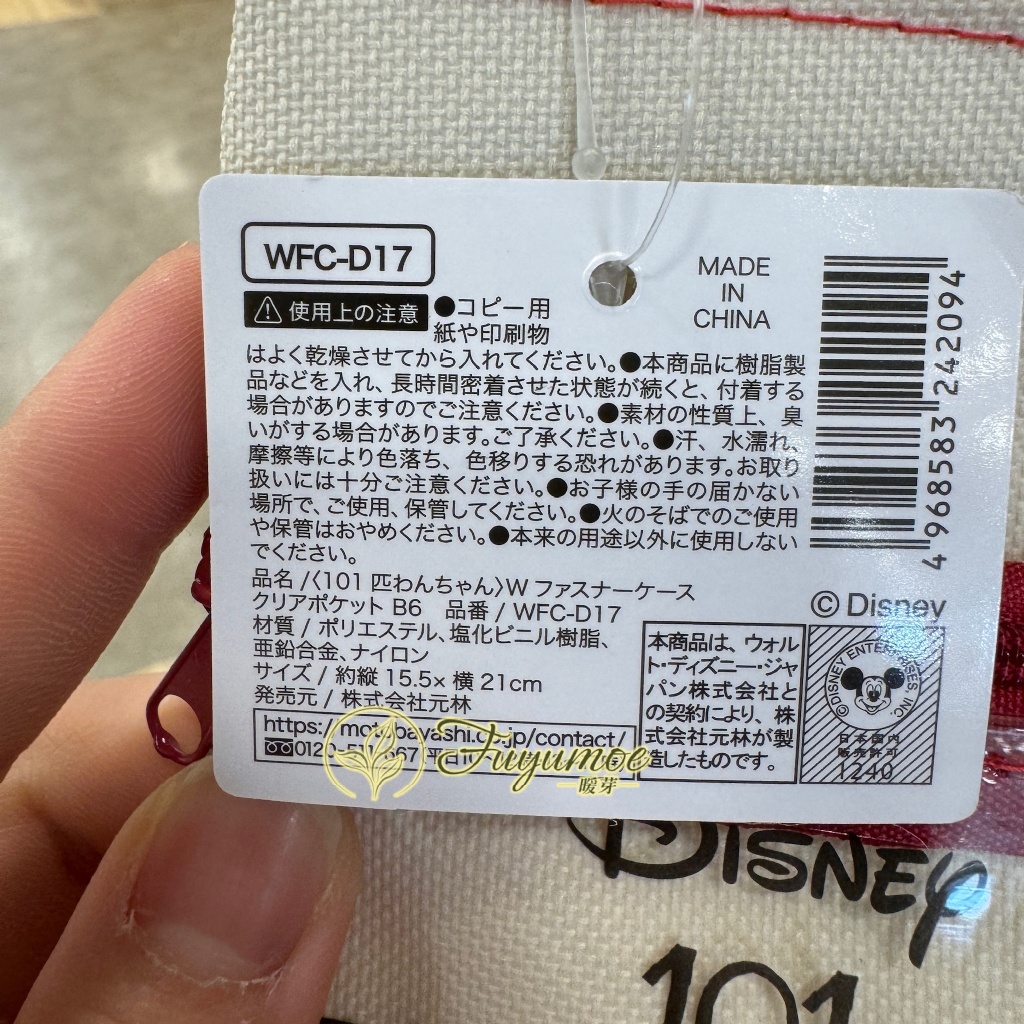 WFC-D17
MADE
IN
CHINA
使用上の注意 ●コピー用
紙や印刷物
はよく乾燥させてから入れてください。●本商品に樹脂製
品などを入れ、長時間密着させた状態が続くと、付着する
場合がありますのでご注意ください。●素材の性質上、臭
いがする場合があります。ご了承ください。●汗、水濡れ、
摩擦等により色落ち、色移りする恐れがあります。お取り
扱いには十分ご注意ください。●お子様の手の届かない
場所で、ご使用、保管してください。●火のそばでのご使用
や保管はおやめください。●本来の用途以外に使用しない
でください。
品名 /〈101 匹わんちゃん〉W ファスナーケース
クリアポケット B6 品番 / WFC-D17
材質 / ポリエステル、塩化ビニル樹脂、
亜鉛合金、ナイロン
サイズ / 約縦 15.5× 横 21cm
発売元 / 株式会社元林
https://motobayashi.co.jp/contact/
4 968583 242094
© Disney
本商品は、ウォル
ト・ディズニー・ジャ
パン株式会社と
の契約により、株
式会社元林が製
造したものです。
©DISNEY ENTERPRISES, INC.
日本国内
販売許可
1240
Fuyumoe
暖芽
DISNEY
101